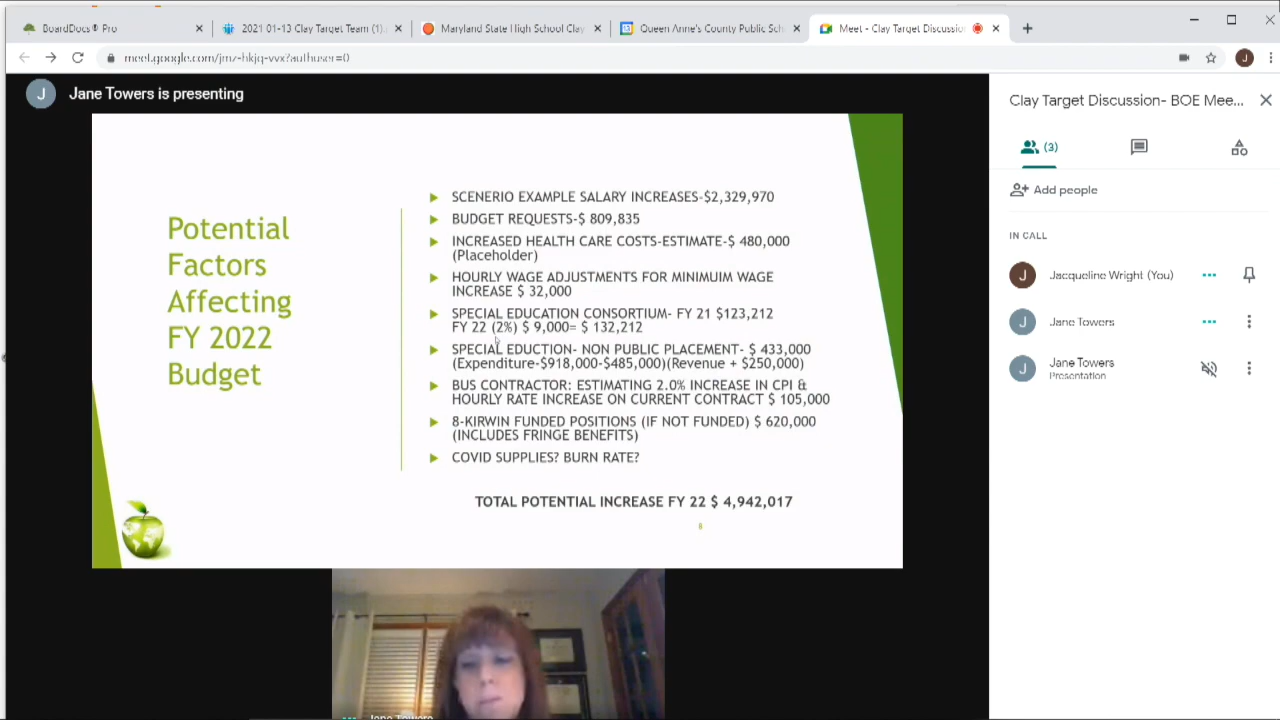 BoardDocs® Pro
2021 01-13 Clay Target Team (1).
Maryland State High School Clay
Queen Anne's County Public Sch
Meet - Clay Target Discussio
meet.google.com/jmz-hkjq-vvx?authuser=0
J
J
Jane Towers is presenting
Potential
Factors
Affecting
FY 2022
Budget
SCENERIO EXAMPLE SALARY INCREASES-$2,329,970
BUDGET REQUESTS-$ 809,835
INCREASED HEALTH CARE COSTS-ESTIMATE-$ 480,000
(Placeholder)
HOURLY WAGE ADJUSTMENTS FOR MINIMUIM WAGE
INCREASE $ 32,000
SPECIAL EDUCATION CONSORTIUM- FY 21 $123,212
FY 22 (2%) $ 9,000= $ 132,212
SPECIAL EDUCTION- NON PUBLIC PLACEMENT- $ 433,000
(Expenditure-$918,000-$485,000)(Revenue + $250,000)
BUS CONTRACTOR: ESTIMATING 2.0% INCREASE IN CPI &
HOURLY RATE INCREASE ON CURRENT CONTRACT $ 105,000
8-KIRWIN FUNDED POSITIONS (IF NOT FUNDED) $ 620,000
(INCLUDES FRINGE BENEFITS)
COVID SUPPLIES? BURN RATE?
TOTAL POTENTIAL INCREASE FY 22 $ 4,942,017
Jane Towers
Clay Target Discussion- BOE Mee...
(3)
Add people
IN CALL
J
Jacqueline Wright (You)
J
Jane Towers
J
Jane Towers
Presentation